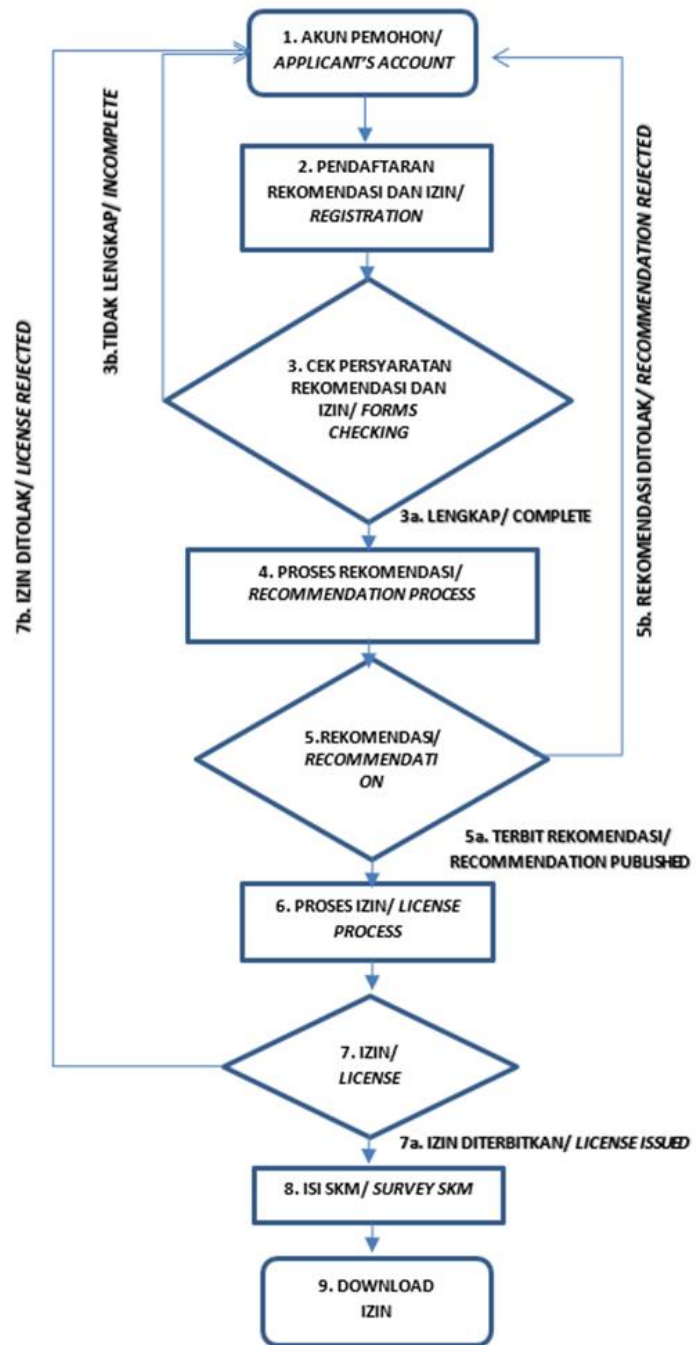 1. AKUN PEMOHON/
APPLICANT'S ACCOUNT
2. PENDAFTARAN
REKOMENDASI DAN IZIN/
REGISTRATION
3b.TIDAK LENGKAP/ INCOMPLETE
3. CEK PERSYARATAN
REKOMENDASI DAN
IZIN/ FORMS
CHECKING
7b. IZIN DITOLAK/ LICENSE REJECTED
5b. REKOMENDASI DITOLAK/ RECOMMENDATION REJECTED
3a. LENGKAP/ COMPLETE
4. PROSES REKOMENDASI/
RECOMMENDATION PROCESS
5.REKOMENDASI/
RECOMMENDATI
ON
5a. TERBIT REKOMENDASI/
RECOMMENDATION PUBLISHED
6. PROSES IZIN/ LICENSE
PROCESS
7. IZIN/
LICENSE
7a. IZIN DITERBITKAN/ LICENSE ISSUED
8. ISI SKM/ SURVEY SKM
9. DOWNLOAD
IZIN